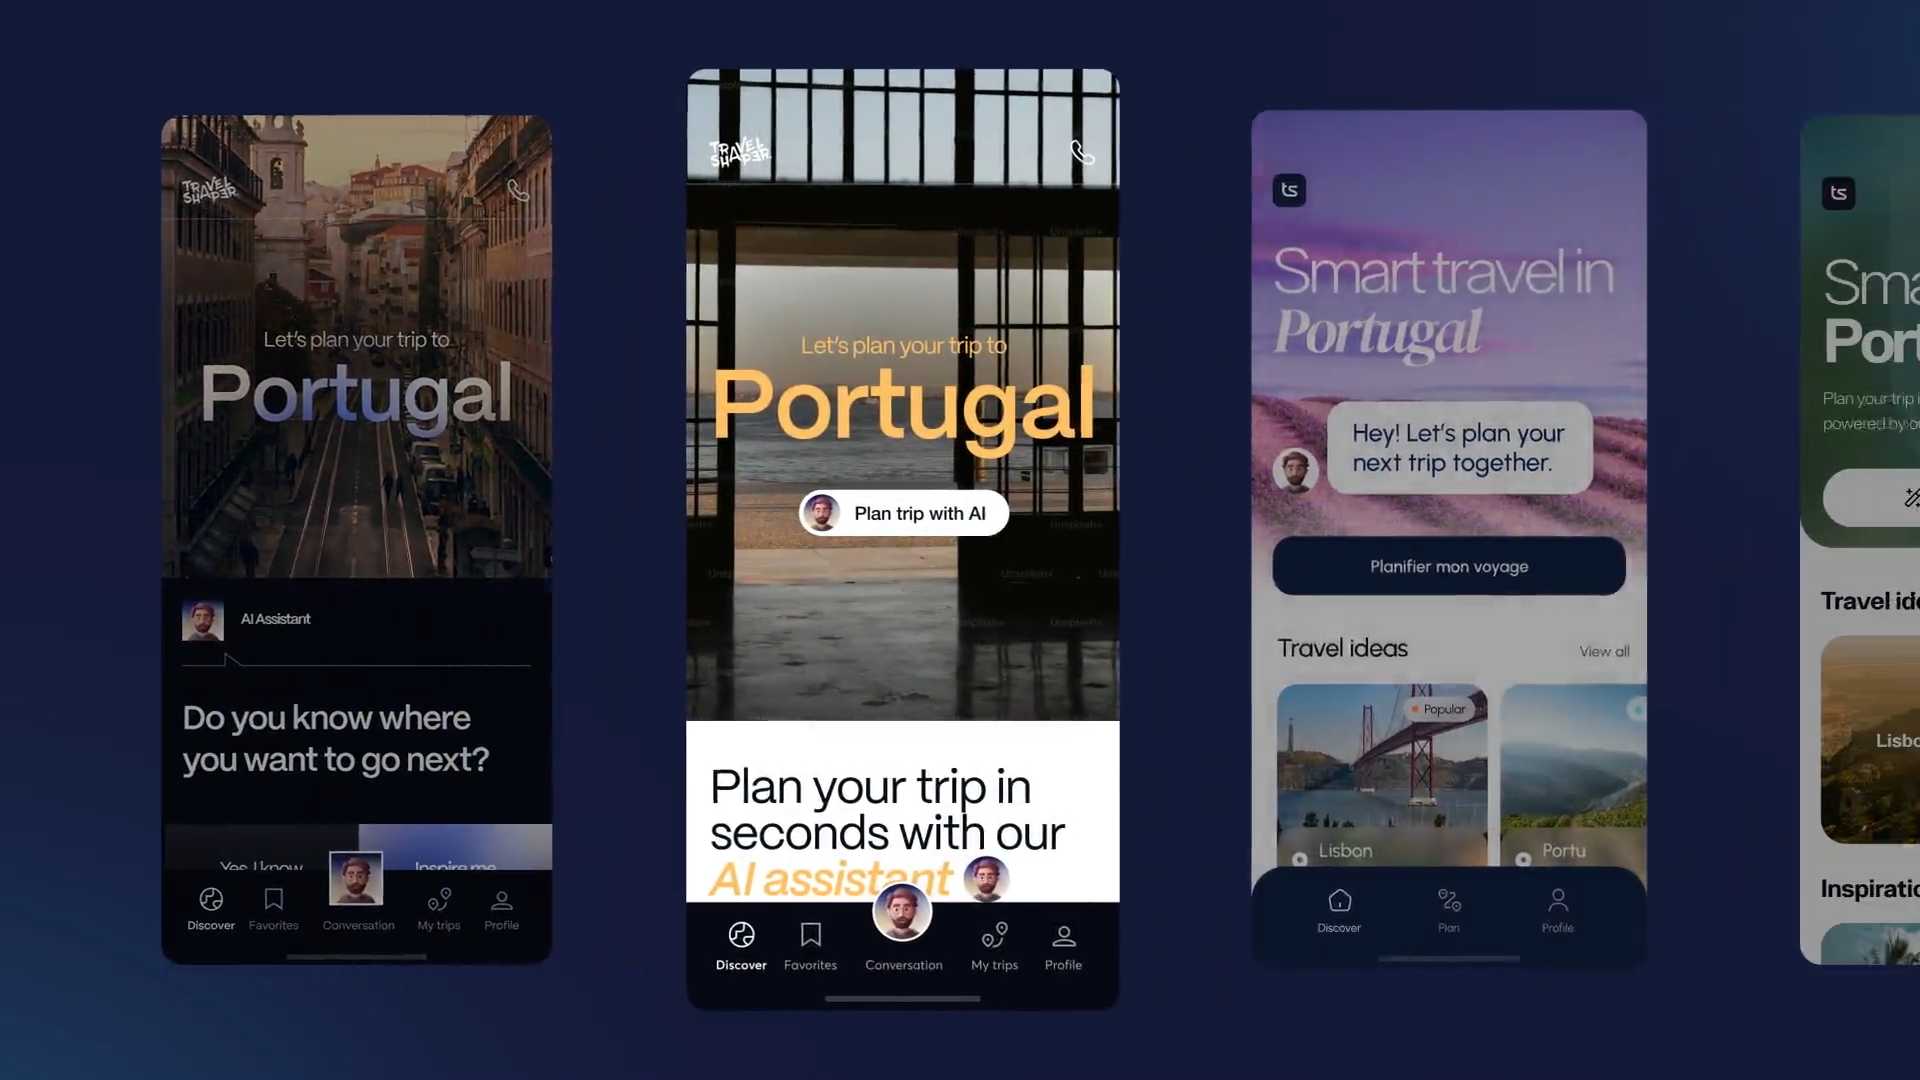 TRAVEL
SHAPER
Let's plan your trip to
Portugal
AI Assistant
Do you know where
you want to go next?
Yes, I know
Inspire me
Discover
Favorites
Conversation
My trips
Profile
TRAVEL
SHAPER
Let's plan your trip to
Portugal
Plan trip with AI
Plan your trip in
seconds with our
AI assistant
Discover
Favorites
Conversation
My trips
Profile
ts
Smart travel in
Portugal
Hey! Let's plan your
next trip together.
Planifier mon voyage
Travel ideas
View all
Popular
Lisbon
Portu
Discover
Plan
Profile
ts
Sma
Port
Plan your trip i
powered by o
Travel ide
Lisbo
Inspiratio